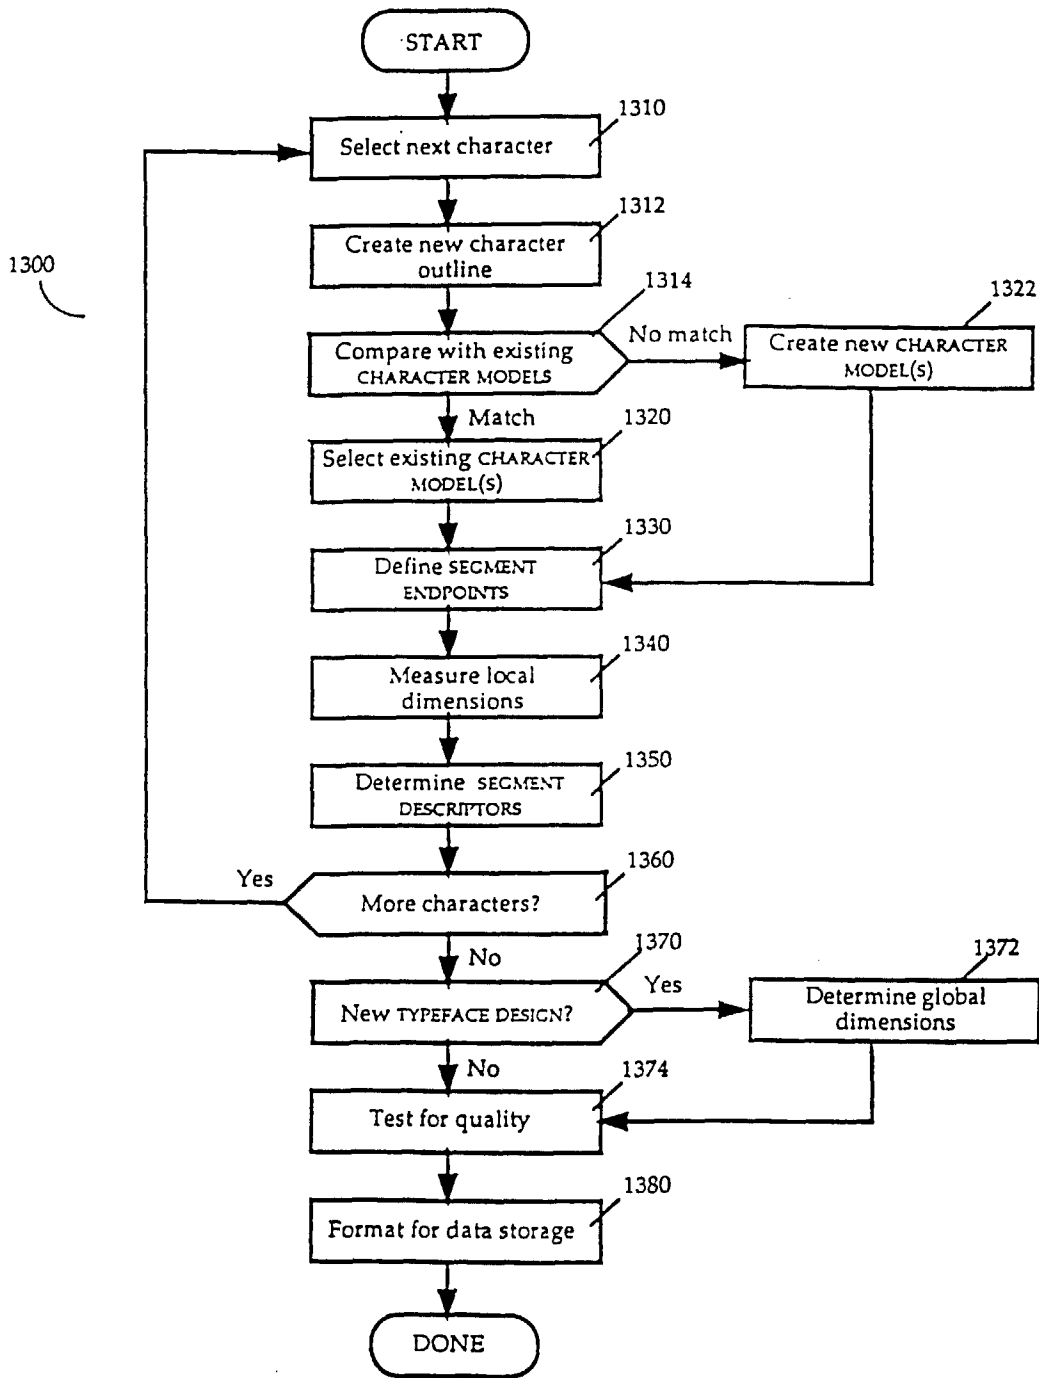 START
1310
Select next character
1312
Create new character
outline
1300
1314
1322
Compare with existing
CHARACTER MODELS
No match
Create new CHARACTER
MODEL(S)
Match
1320
Select existing CHARACTER
MODEL(S)
1330
Define SEGMENT
ENDPOINTS
1340
Measure local
dimensions
1350
Determine SEGMENT
DESCRIPTORS
1360
Yes
More characters?
No
1370
1372
New TYPEFACE DESIGN?
Yes
Determine global
dimensions
No
1374
Test for quality
1380
Format for data storage
DONE